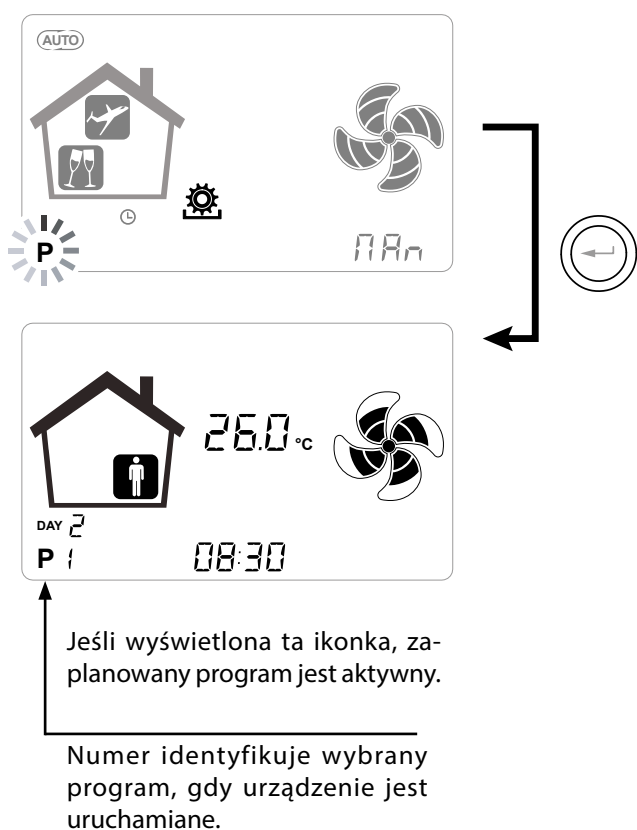 AUTO
P
MAn
26.0 °C
DAY 2
P 1 08:30
Jeśli wyświetlona ta ikonka, za-
planowany program jest aktywny.
Numer identyfikuje wybrany
program, gdy urządzenie jest
uruchamiane.